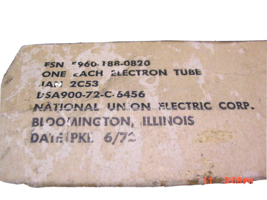 FSN 5960-188-0820
ONE EACH ELECTRON TUBE
JAN 2C53
DSA900-72-C-6456
NATIONAL UNION ELECTRIC CORP.
BLOOMINGTON, ILLINOIS
DATE PKD 6/72